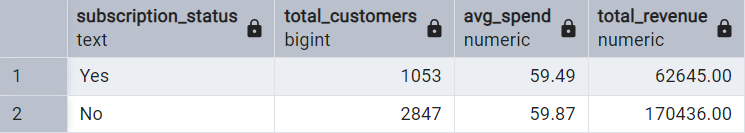 subscription_status total_customers avg_spend total_revenue
text bigint numeric numeric
1 Yes 1053 59.49 62645.00
2 No 2847 59.87 170436.00